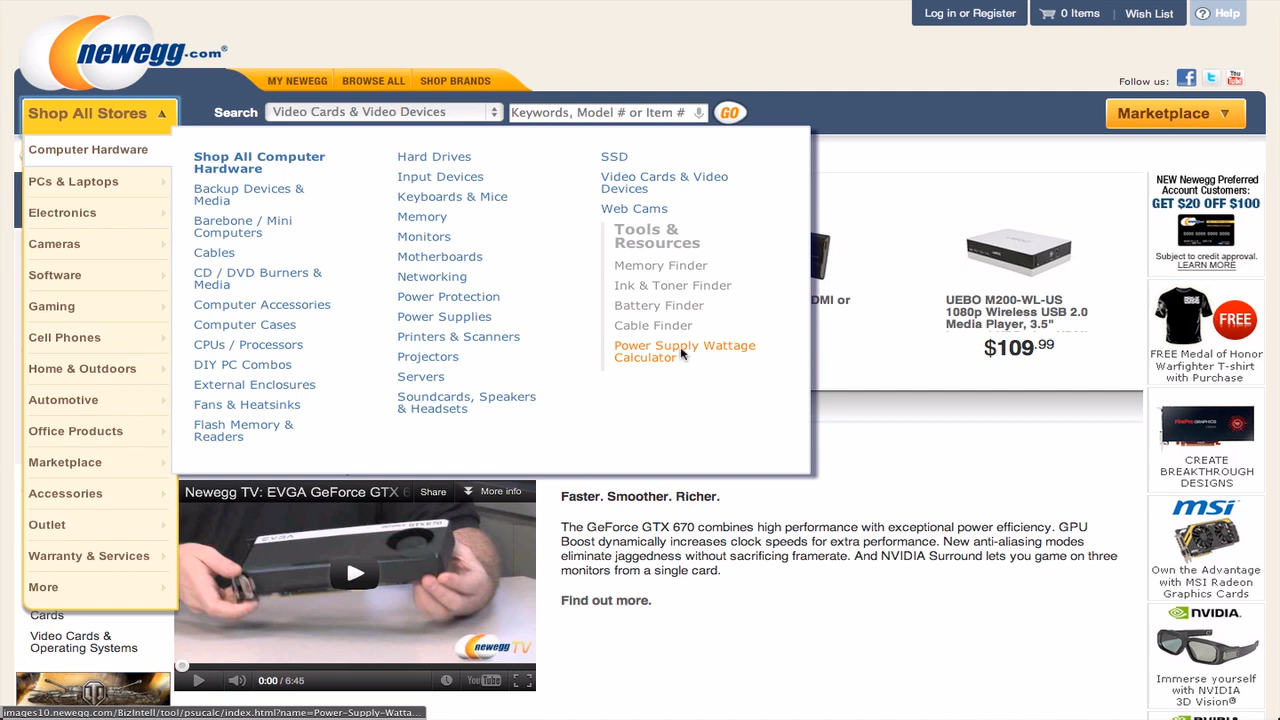 Log in or Register
0 Items | Wish List
Help
newegg.com®
MY NEWEGG
BROWSE ALL
SHOP BRANDS
Follow us:
You
Tube
Shop All Stores
Search
Video Cards & Video Devices
Keywords, Model # or Item #
GO
Marketplace
Computer Hardware
PCs & Laptops
Electronics
Cameras
Software
Gaming
Cell Phones
Home & Outdoors
Automotive
Office Products
Marketplace
Accessories
Outlet
Warranty & Services
More
Shop All Computer
Hardware
Backup Devices &
Media
Barebone / Mini
Computers
Cables
CD / DVD Burners &
Media
Computer Accessories
Computer Cases
CPUs / Processors
DIY PC Combos
External Enclosures
Fans & Heatsinks
Flash Memory &
Readers
Hard Drives
Input Devices
Keyboards & Mice
Memory
Monitors
Motherboards
Networking
Power Protection
Power Supplies
Printers & Scanners
Projectors
Servers
Soundcards, Speakers
& Headsets
SSD
Video Cards & Video
Devices
Web Cams
Tools &
Resources
Memory Finder
Ink & Toner Finder
Battery Finder
Cable Finder
Power Supply Wattage
Calculator
DMI or
UEBO M200-WL-US
1080p Wireless USB 2.0
Media Player, 3.5"
$109.99
NEW Newegg Preferred
Account Customers:
GET $20 OFF $100
Subject to credit approval.
LEARN MORE
FREE
FREE Medal of Honor
Warfighter T-shirt
with Purchase
CREATE
BREAKTHROUGH
DESIGNS
msi
Own the Advantage
with MSI Radeon
Graphics Cards
NVIDIA.
Immerse yourself
with NVIDIA
3D Vision®
NVIDIA
Cards
Video Cards &
Operating Systems
Newegg TV: EVGA GeForce GTX 6
Share
More info
EVGA
GEFORCE GTX 670
newegg TV
0:00 / 6:45
YouTube
Faster. Smoother. Richer.
The GeForce GTX 670 combines high performance with exceptional power efficiency. GPU
Boost dynamically increases clock speeds for extra performance. New anti-aliasing modes
eliminate jaggedness without sacrificing framerate. And NVIDIA Surround lets you game on three
monitors from a single card.
Find out more.
images10.newegg.com/BizIntell/tool/psucalc/index.html?name=Power-Supply-Watta...